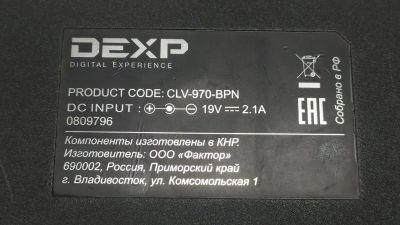 DEXP
DIGITAL EXPERIENCE
PRODUCT CODE: CLV-970-BPN
DC INPUT: 19V 2.1A
0809796
EAC
Собрано в РФ
Компоненты изготовлены в КНР.
Изготовитель: ООО «Фактор»
690002, Россия, Приморский край
г. Владивосток, ул. Комсомольская 1